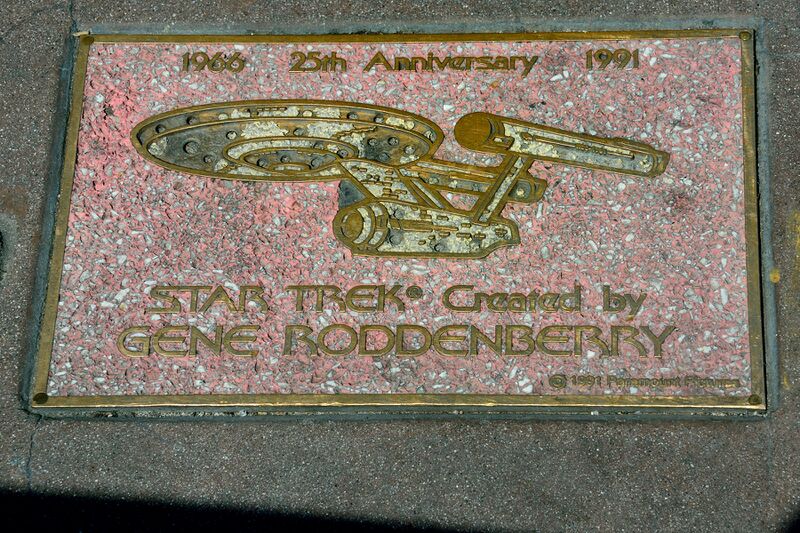 1966 25th Anniversary 1991
STAR TREK® Created by
GENE RODDENBERRY
© 1991 Paramount Pictures